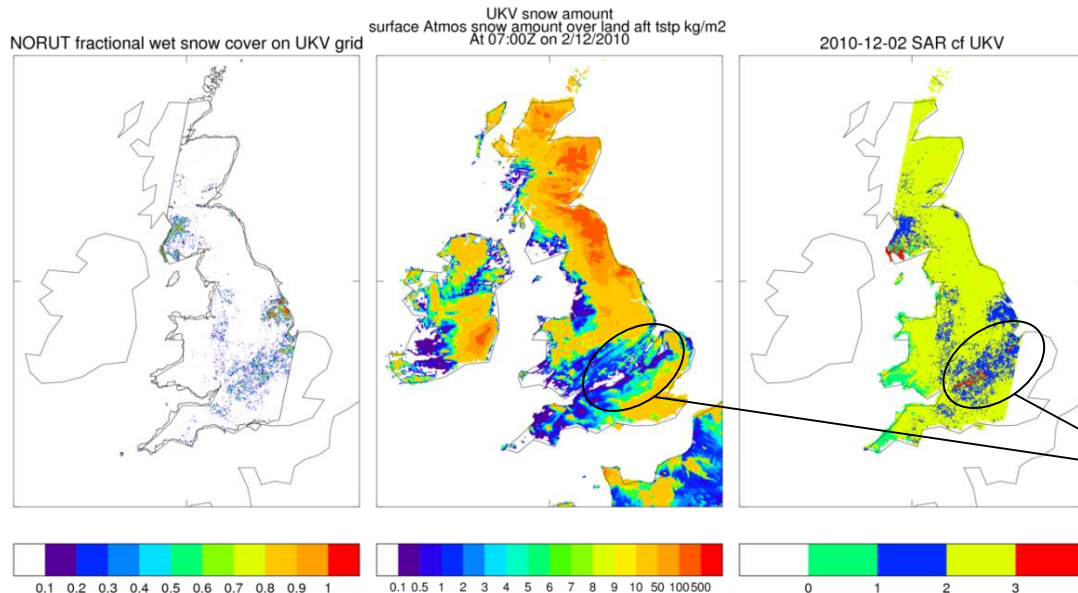 NORUT fractional wet snow cover on UKV grid
UKV snow amount
surface Atmos snow amount over land aft tstp kg/m2
At 07:00Z on 2/12/2010
2010-12-02 SAR cf UKV
0.1 0.2 0.3 0.4 0.5 0.6 0.7 0.8 0.9 1
0.1 0.5 1 2 3 4 5 6 7 8 9 10 50 100 500
0 1 2 3